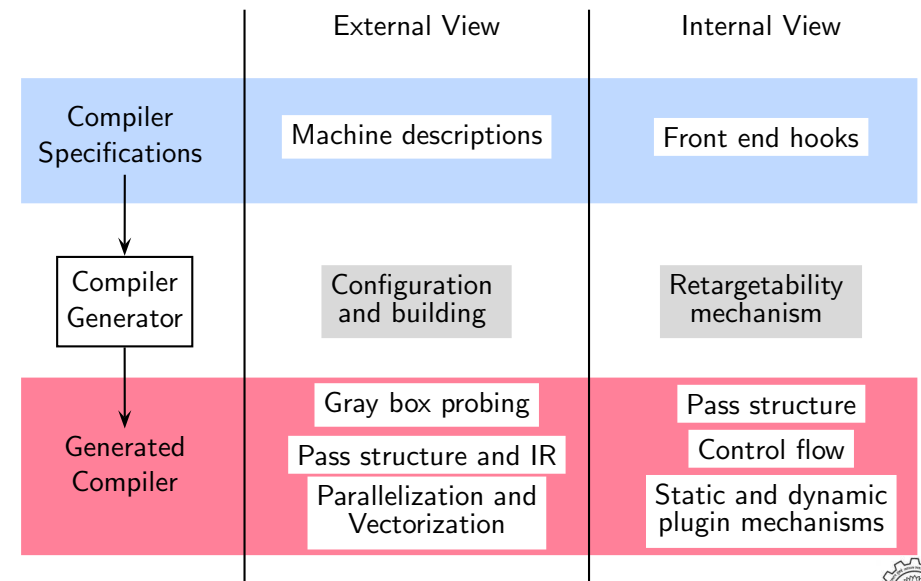 External View
Internal View
Compiler
Specifications
Machine descriptions
Front end hooks
Compiler
Generator
Configuration
and building
Retargetability
mechanism
Generated
Compiler
Gray box probing
Pass structure and IR
Parallelization and
Vectorization
Pass structure
Control flow
Static and dynamic
plugin mechanisms